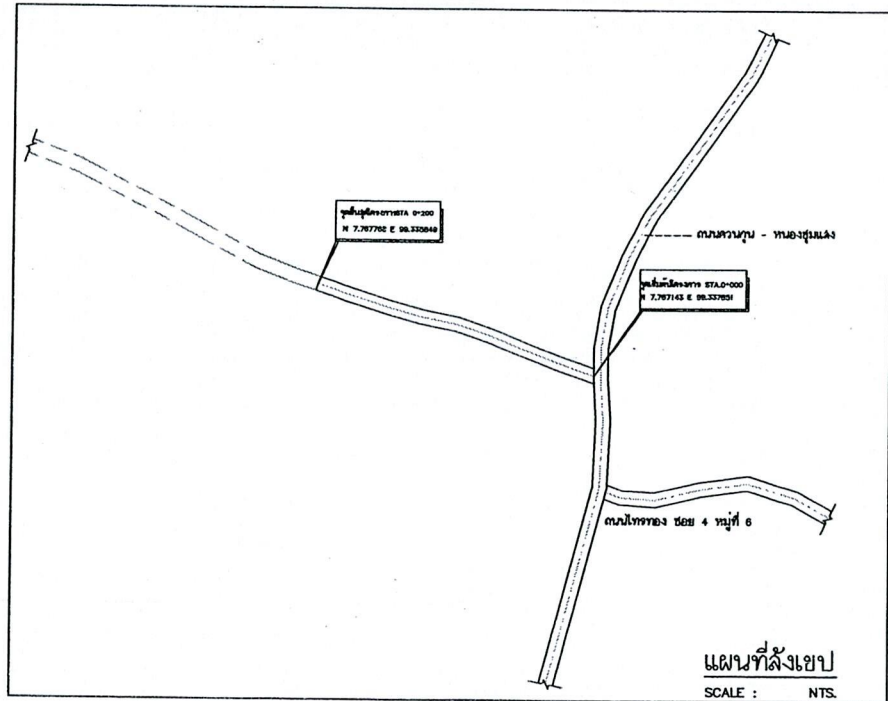 จุดสิ้นสุดโครงการSTA 0+200
N 7.767762 E 99.335849
ถนนควนกุน - หนองชุมแสง
จุดเริ่มต้นโครงการ STA.0+000
N 7.767143 E 99.337651
ถนนไทรทอง ซอย 4 หมู่ที่ 6
แผนที่สังเขป
SCALE : NTS.